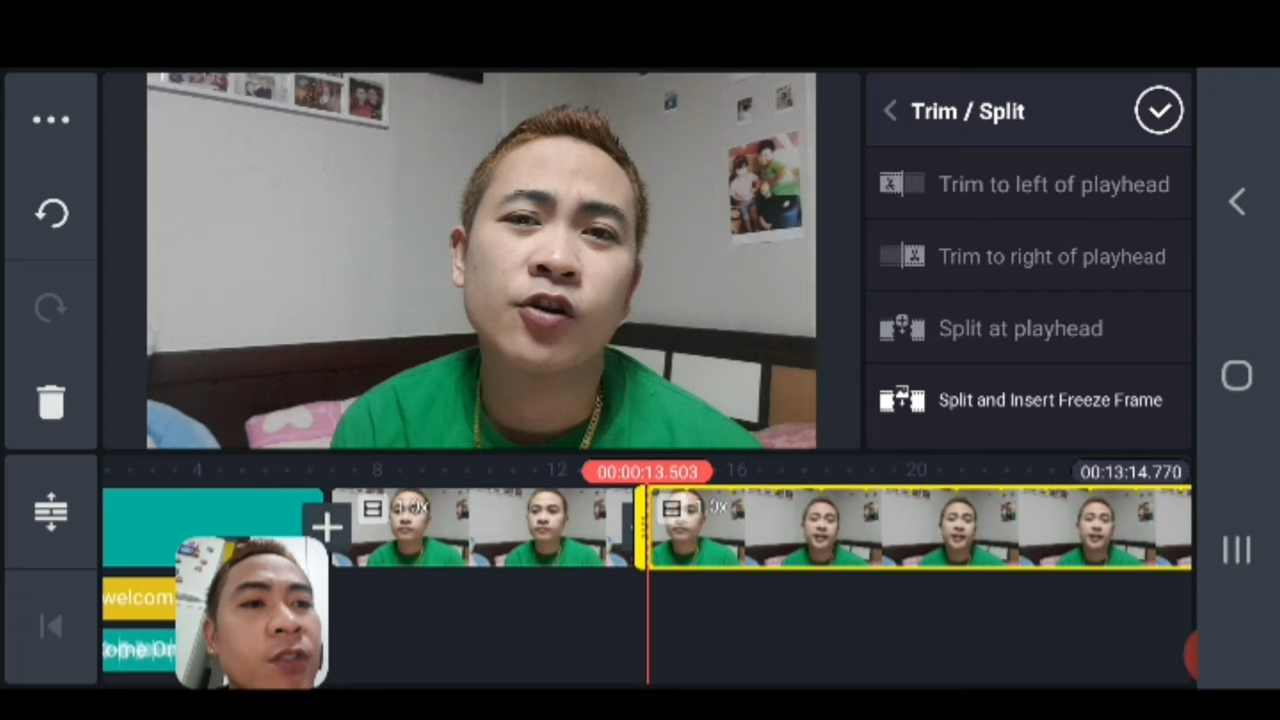 Trim / Split
Trim to left of playhead
Trim to right of playhead
Split at playhead
Split and Insert Freeze Frame
4
8
12
00:00:13.503
16
20
00:13:14.770
welcom